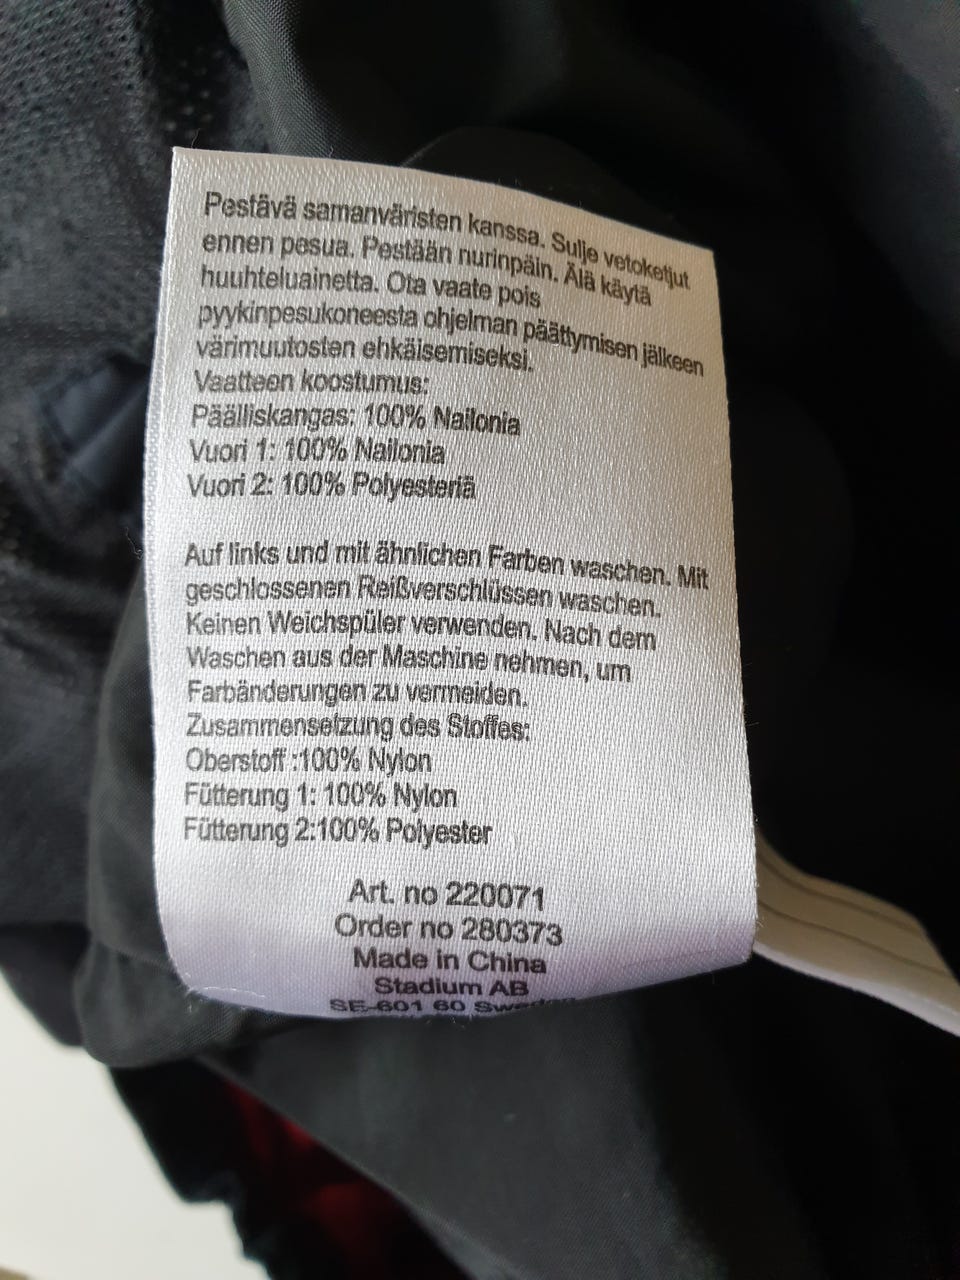 Pestävä samanväristen kanssa. Sulje vetoketjut
ennen pesua. Pestään nurinpäin. Älä käytä
huuhteluainetta. Ota vaate pois
pyykinpesukoneesta ohjelman päättymisen jälkeen
värimuutosten ehkäisemiseksi.
Vaatteen koostumus:
Päälliskangas: 100% Nailonia
Vuori 1: 100% Nailonia
Vuori 2: 100% Polyesteriä
Auf links und mit ähnlichen Farben waschen. Mit
geschlossenen Reißverschlüssen waschen.
Keinen Weichspüler verwenden. Nach dem
Waschen aus der Maschine nehmen, um
Farbänderungen zu vermeiden.
Zusammensetzung des Stoffes:
Oberstoff :100% Nylon
Fütterung 1: 100% Nylon
Fütterung 2:100% Polyester
Art. no 220071
Order no 280373
Made in China
Stadium AB
SE-601 60 Sweden